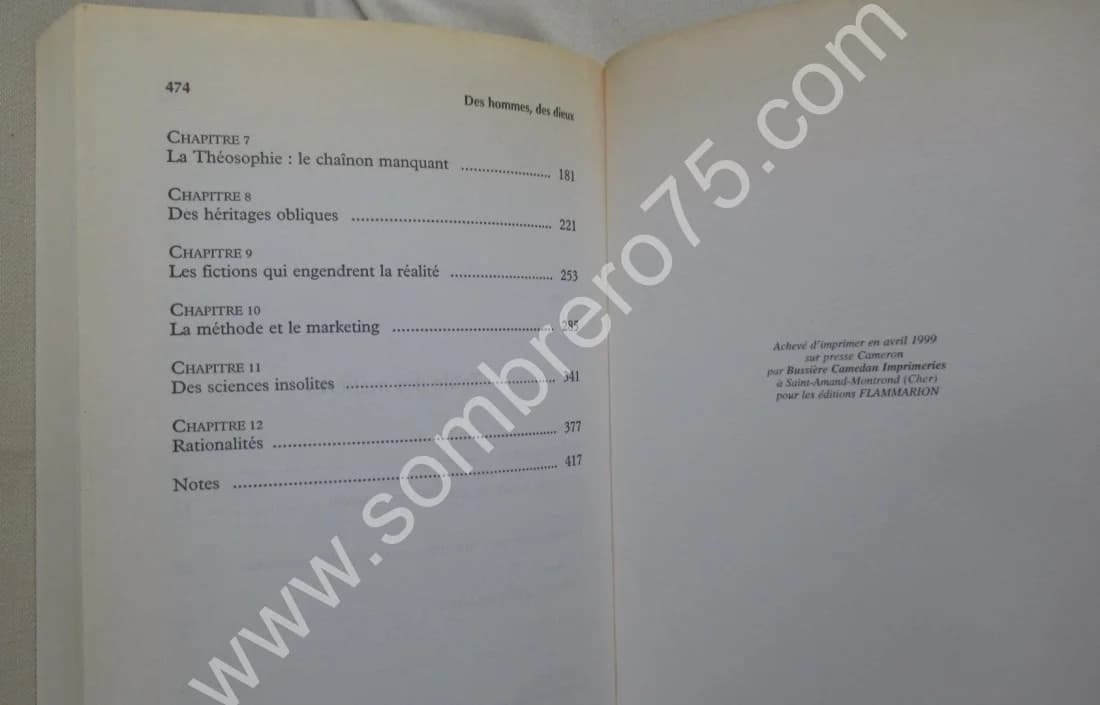 474
Des hommes, des dieux
CHAPITRE 7
La Théosophie : le chaînon manquant ........................ 181
CHAPITRE 8
Des héritages obliques ........................ 221
CHAPITRE 9
Les fictions qui engendrent la réalité ........................ 253
CHAPITRE 10
La méthode et le marketing ........................ 285
CHAPITRE 11
Des sciences insolites ........................ 341
CHAPITRE 12
Rationalités ........................ 377
Notes ........................ 417
Achevé d'imprimer en avril 1999
sur presse Cameron
par Bussière Camedan Imprimeries
à Saint-Amand-Montrond (Cher)
pour les éditions FLAMMARION
www.sombrero75.com